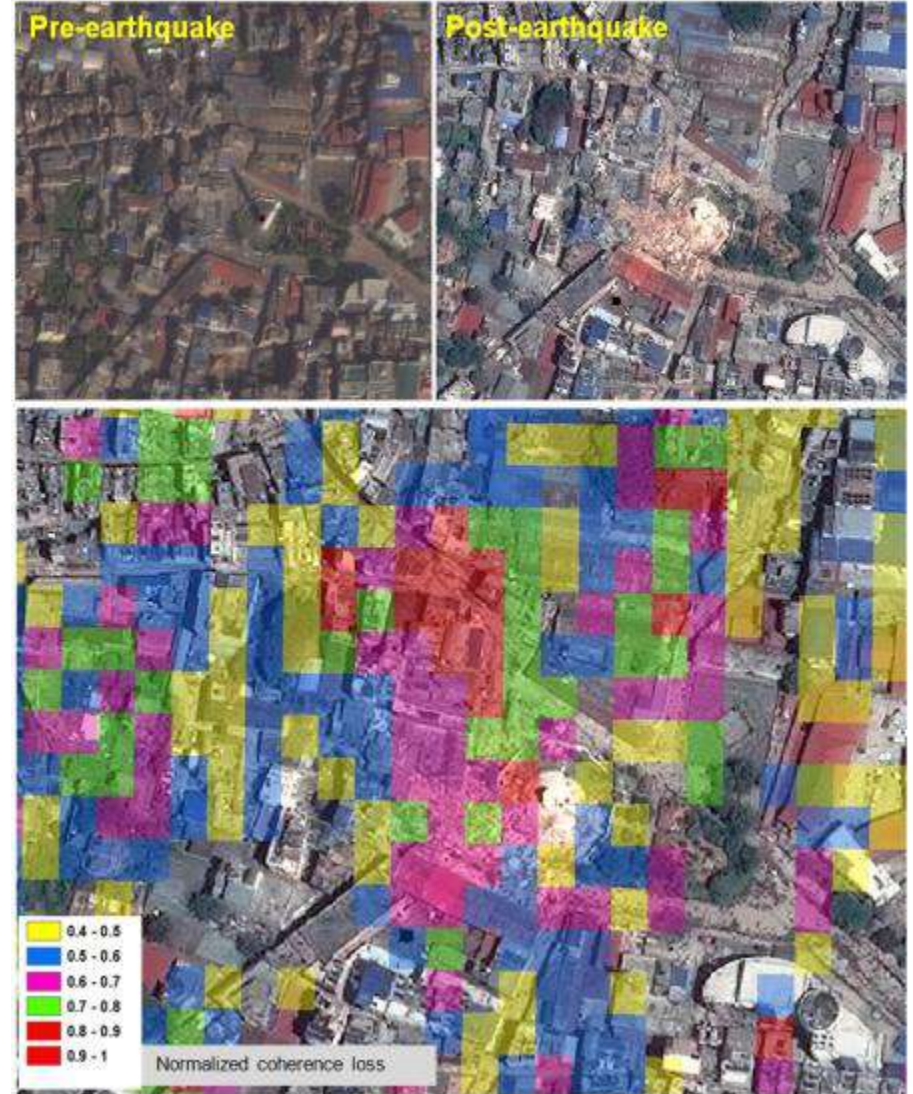 Pre-earthquake
Post-earthquake
0.4 - 0.5
0.5 - 0.6
0.6 - 0.7
0.7 - 0.8
0.8 - 0.9
0.9 - 1
Normalized coherence loss